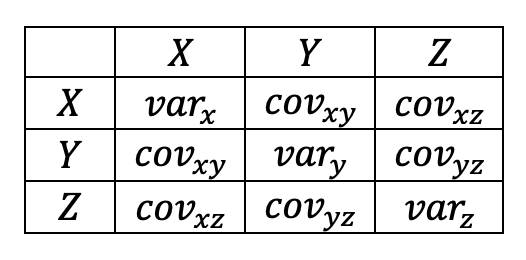 X Y Z
X var_x cov_xy cov_xz
Y cov_xy var_y cov_yz
Z cov_xz cov_yz var_z